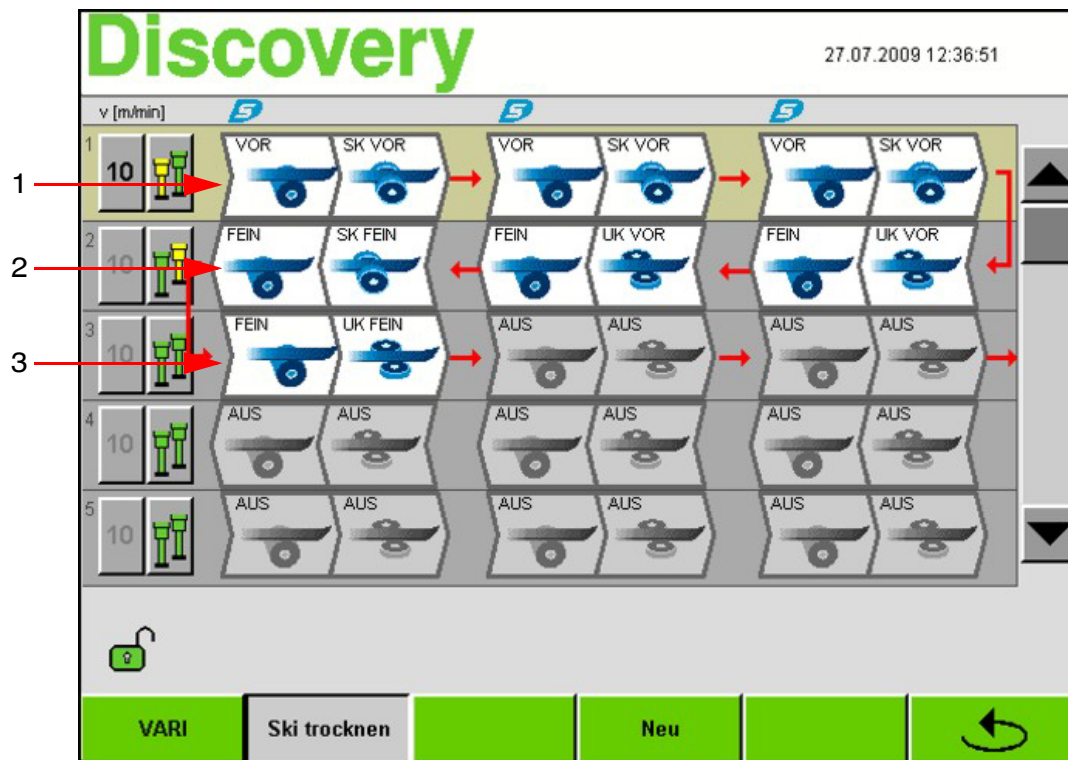 Discovery
27.07.2009 12:36:51
v [m/min] S S S
1 10 VOR SK VOR VOR SK VOR VOR SK VOR
1
2 10 FEIN SK FEIN FEIN UK VOR FEIN UK VOR
2
3 10 FEIN UK FEIN AUS AUS AUS AUS
3
4 10 AUS AUS AUS AUS AUS AUS
5 10 AUS AUS AUS AUS AUS AUS
VARI Ski trocknen Neu